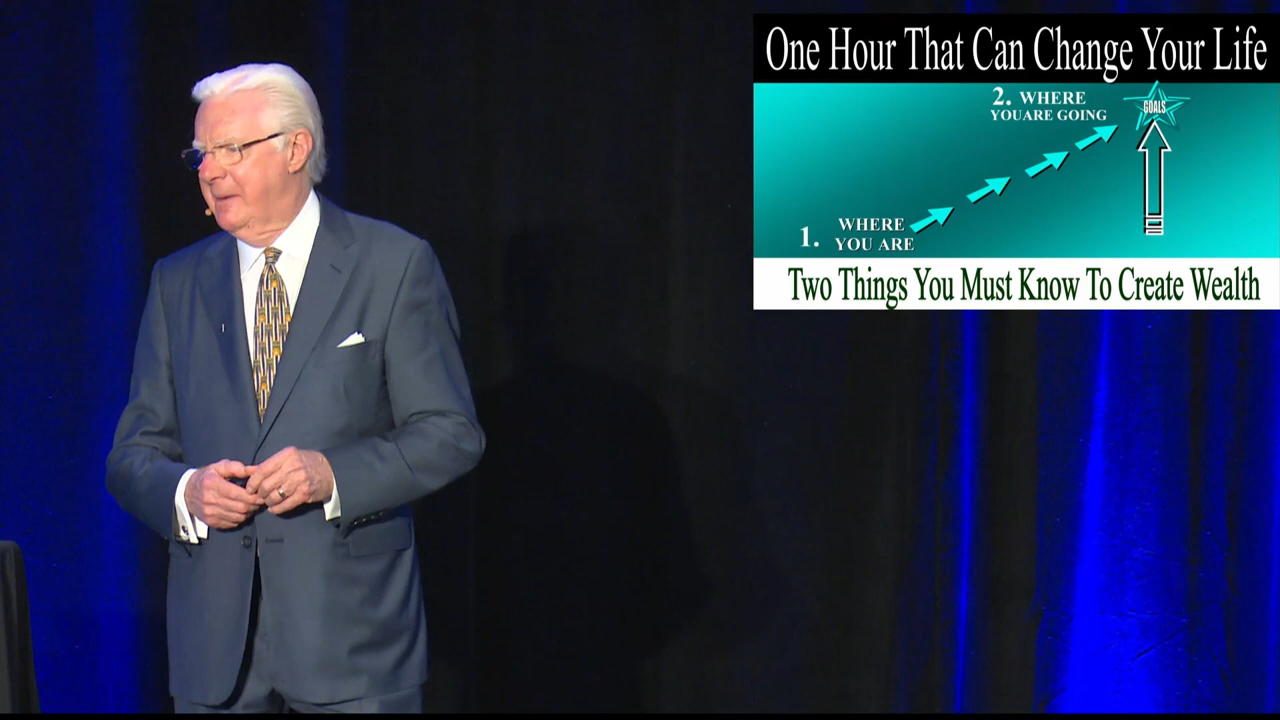 One Hour That Can Change Your Life
2. WHERE
YOUARE GOING
GOALS
1. WHERE
YOU ARE
Two Things You Must Know To Create Wealth